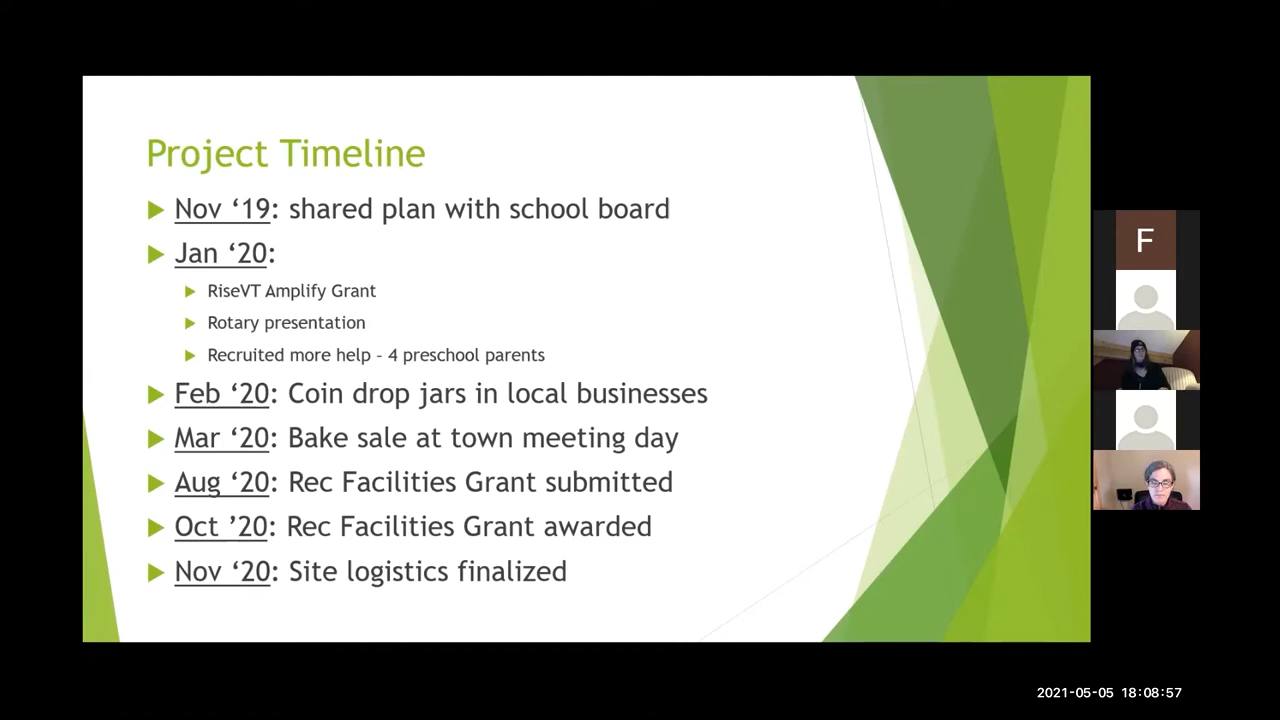 Project Timeline
Nov ‘19: shared plan with school board
Jan ‘20:
RiseVT Amplify Grant
Rotary presentation
Recruited more help – 4 preschool parents
Feb ‘20: Coin drop jars in local businesses
Mar ‘20: Bake sale at town meeting day
Aug ‘20: Rec Facilities Grant submitted
Oct ’20: Rec Facilities Grant awarded
Nov ‘20: Site logistics finalized
F
2021-05-05 18:08:57